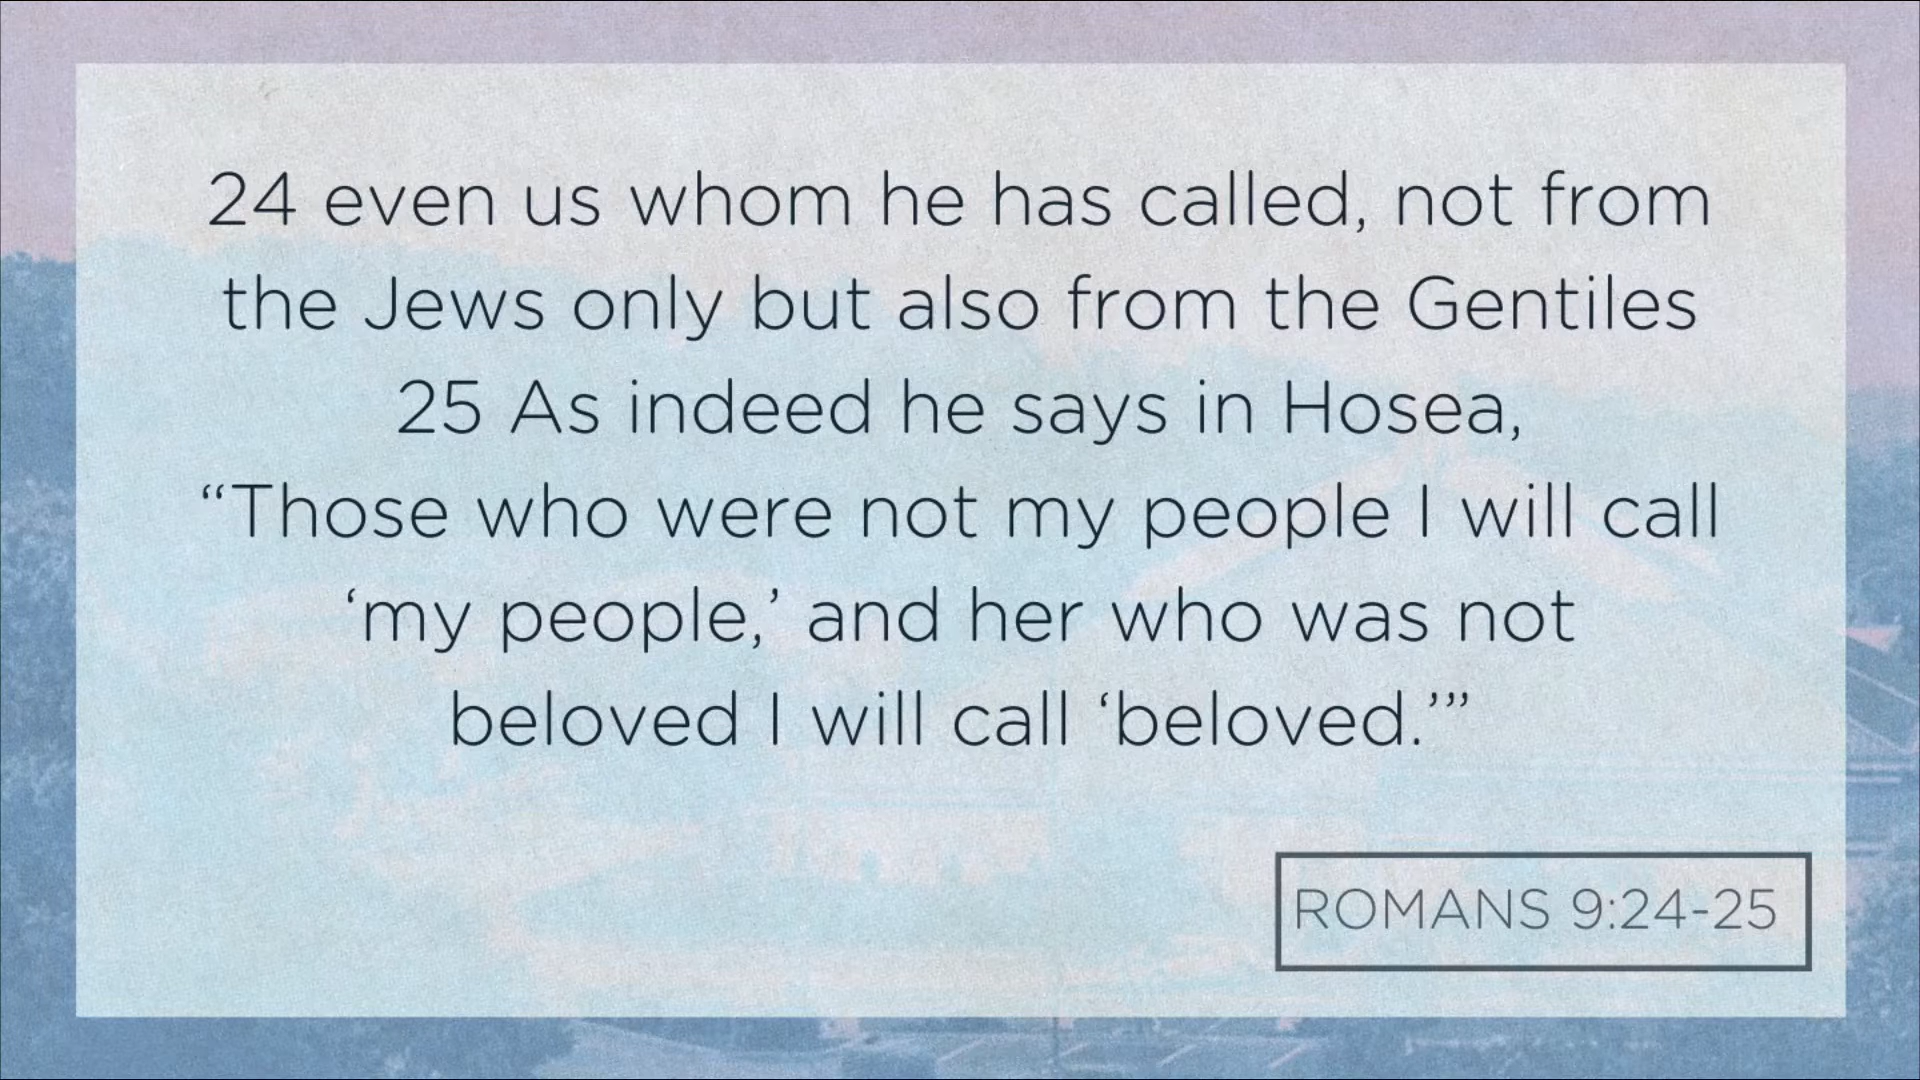 24 even us whom he has called, not from
the Jews only but also from the Gentiles
25 As indeed he says in Hosea,
“Those who were not my people I will call
‘my people,’ and her who was not
beloved I will call ‘beloved.’”
ROMANS 9:24-25